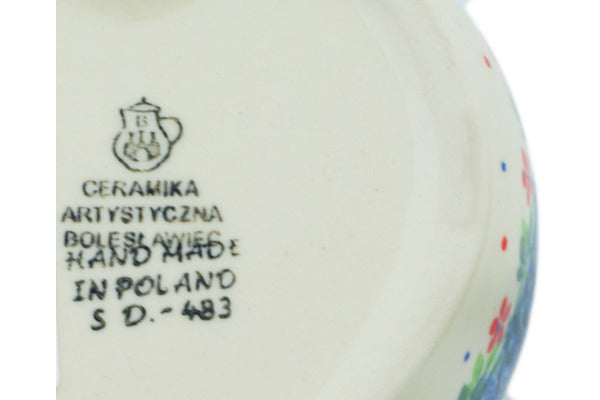 B
CERAMIKA
ARTYSTYCZNA
BOLESŁAWIEC
HAND MADE
IN POLAND
S D.-483